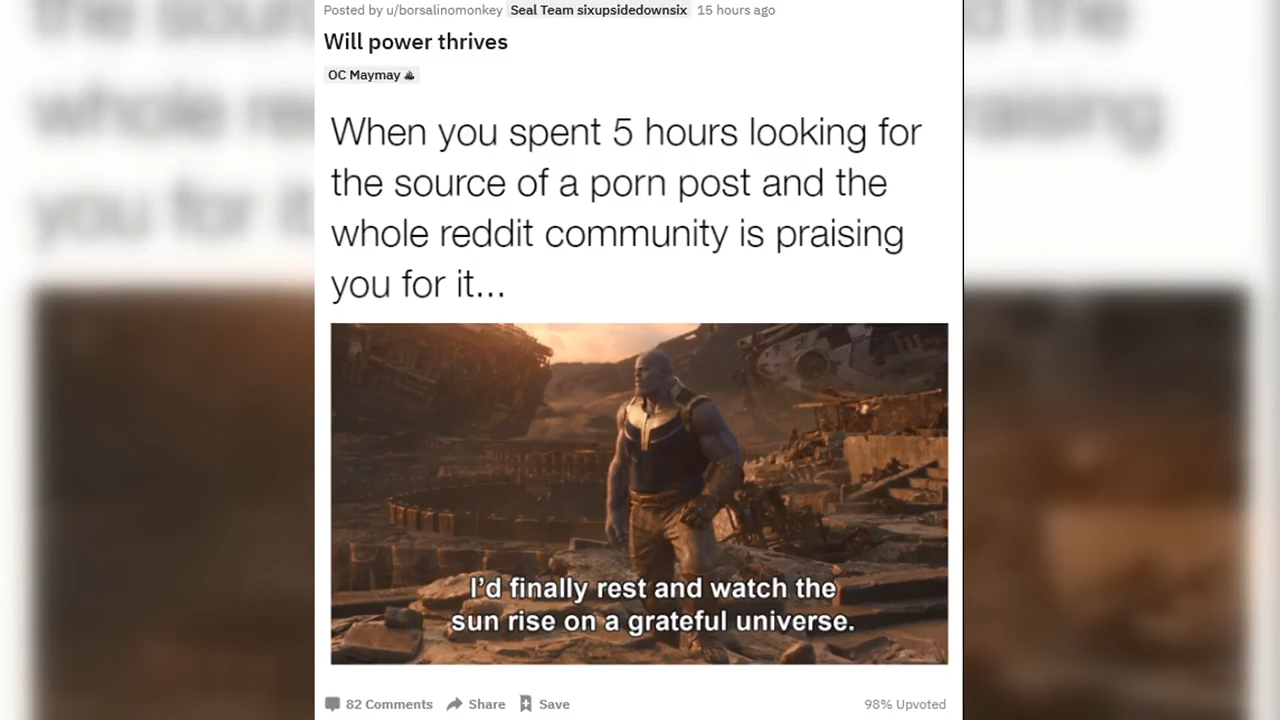 Posted by u/borsalinomonkey Seal Team sixupsidedownsix 15 hours ago
Will power thrives
OC Maymay
When you spent 5 hours looking for
the source of a porn post and the
whole reddit community is praising
you for it...
I'd finally rest and watch the
sun rise on a grateful universe.
82 Comments Share Save 98% Upvoted